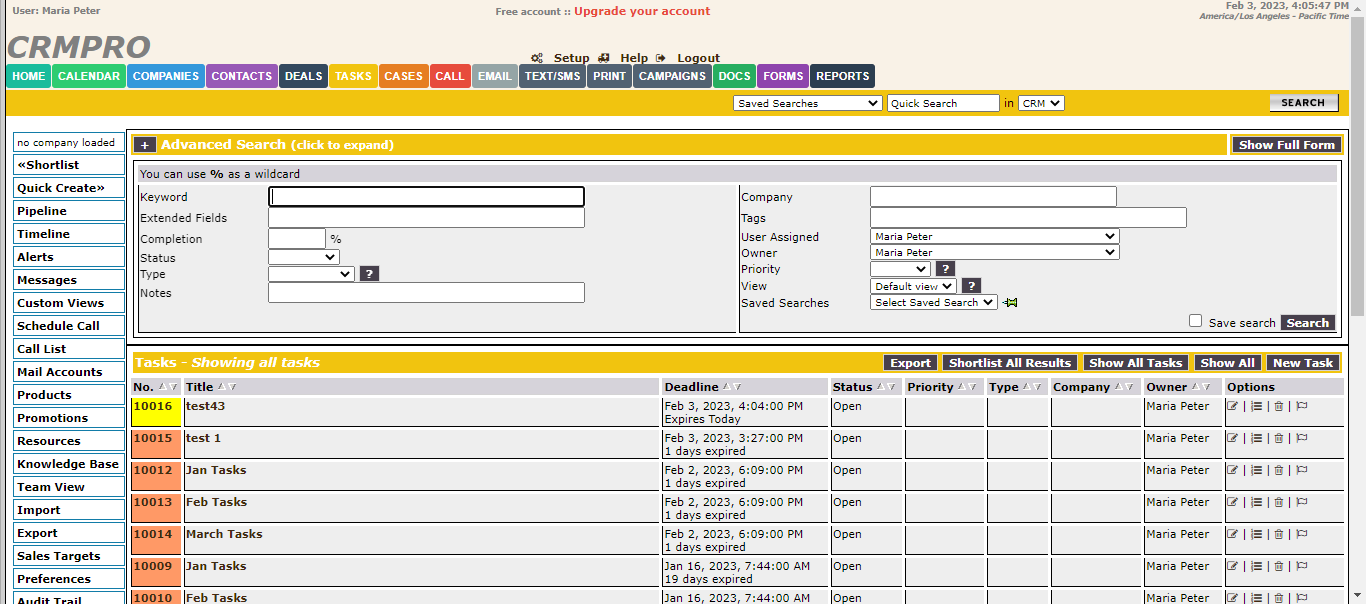 User: Maria Peter
Free account :: Upgrade your account
Feb 3, 2023, 4:05:47 PM
America/Los Angeles - Pacific Time
CRMPRO
Setup Help Logout
HOME CALENDAR COMPANIES CONTACTS DEALS TASKS CASES CALL EMAIL TEXT/SMS PRINT CAMPAIGNS DOCS FORMS REPORTS
Saved Searches Quick Search in CRM SEARCH
no company loaded
«Shortlist
Quick Create»
Pipeline
Timeline
Alerts
Messages
Custom Views
Schedule Call
Call List
Mail Accounts
Products
Promotions
Resources
Knowledge Base
Team View
Import
Export
Sales Targets
Preferences
Audit Trail
+ Advanced Search (click to expand) Show Full Form
You can use % as a wildcard
Keyword
Extended Fields
Completion %
Status
Type ?
Notes
Company
Tags
User Assigned Maria Peter
Owner Maria Peter
Priority ?
View Default view ?
Saved Searches Select Saved Search
Save search Search
Tasks - Showing all tasks Export Shortlist All Results Show All Tasks Show All New Task
No. Title Deadline Status Priority Type Company Owner Options
10016 test43 Feb 3, 2023, 4:04:00 PM Open Maria Peter
Expires Today
10015 test 1 Feb 3, 2023, 3:27:00 PM Open Maria Peter
1 days expired
10012 Jan Tasks Feb 2, 2023, 6:09:00 PM Open Maria Peter
1 days expired
10013 Feb Tasks Feb 2, 2023, 6:09:00 PM Open Maria Peter
1 days expired
10014 March Tasks Feb 2, 2023, 6:09:00 PM Open Maria Peter
1 days expired
10009 Jan Tasks Jan 16, 2023, 7:44:00 AM Open Maria Peter
19 days expired
10010 Feb Tasks Jan 16, 2023, 7:44:00 AM Open Maria Peter